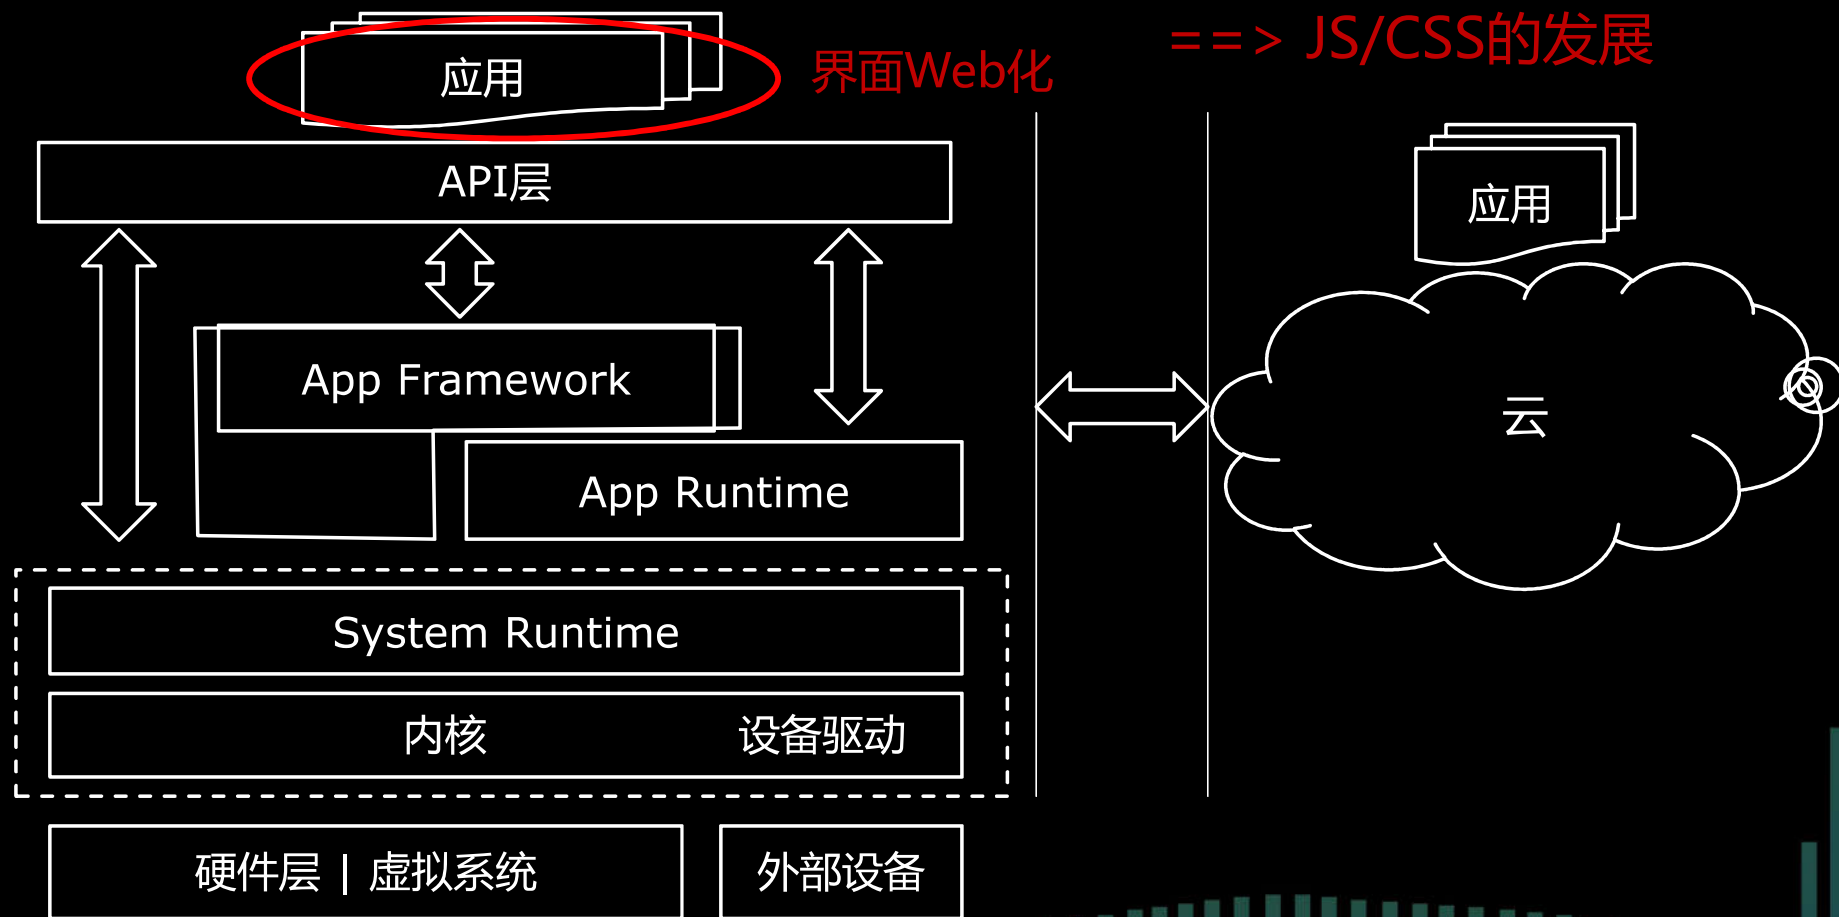 ==> JS/CSS的发展
应用
界面Web化
API层
应用
App Framework
云
App Runtime
System Runtime
内核 设备驱动
硬件层 | 虚拟系统
外部设备